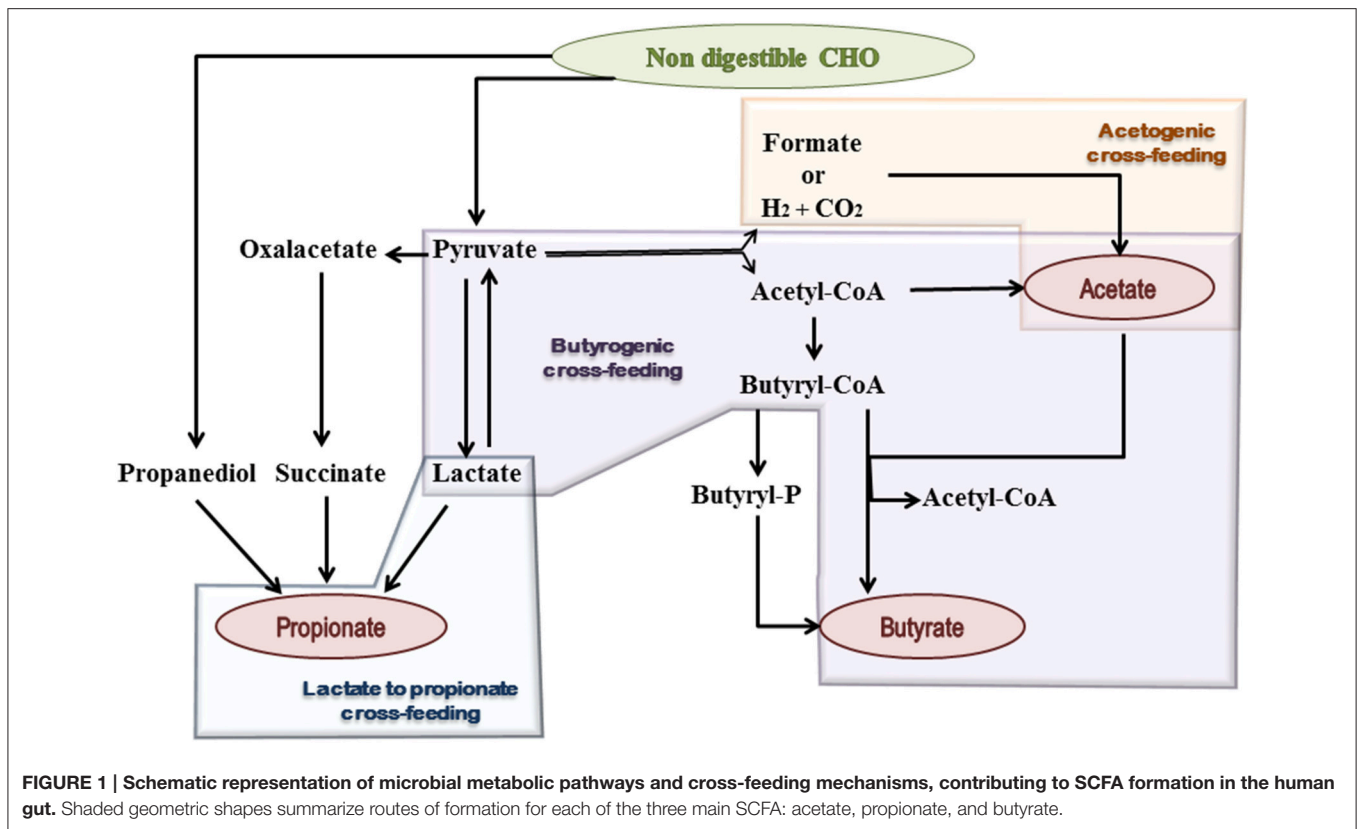 Non digestible CHO
Acetogenic
cross-feeding
Formate
or
H₂ + CO₂
Oxalacetate
Pyruvate
Acetyl-CoA
Acetate
Butyrogenic
cross-feeding
Butyryl-CoA
Propanediol
Succinate
Lactate
Butyryl-P
Acetyl-CoA
Propionate
Butyrate
Lactate to propionate
cross-feeding
FIGURE 1 | Schematic representation of microbial metabolic pathways and cross-feeding mechanisms, contributing to SCFA formation in the human
gut. Shaded geometric shapes summarize routes of formation for each of the three main SCFA: acetate, propionate, and butyrate.